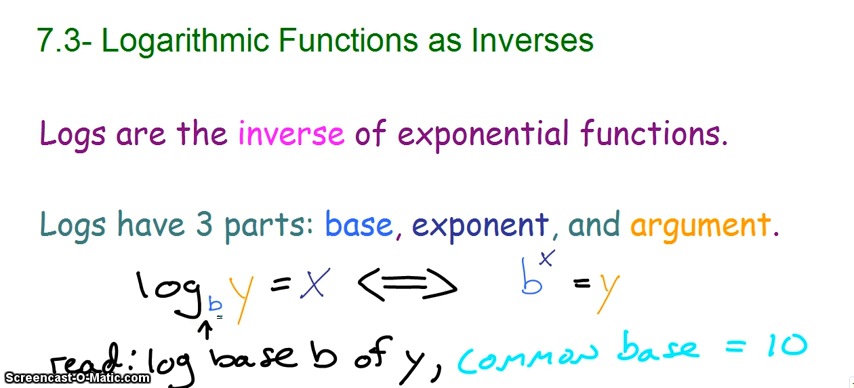 7.3- Logarithmic Functions as Inverses
Logs are the inverse of exponential functions.
Logs have 3 parts: base, exponent, and argument.
log_b y = x ⟺ b^x = y
read: log base b of y, common base = 10
Screencast-O-Matic.com